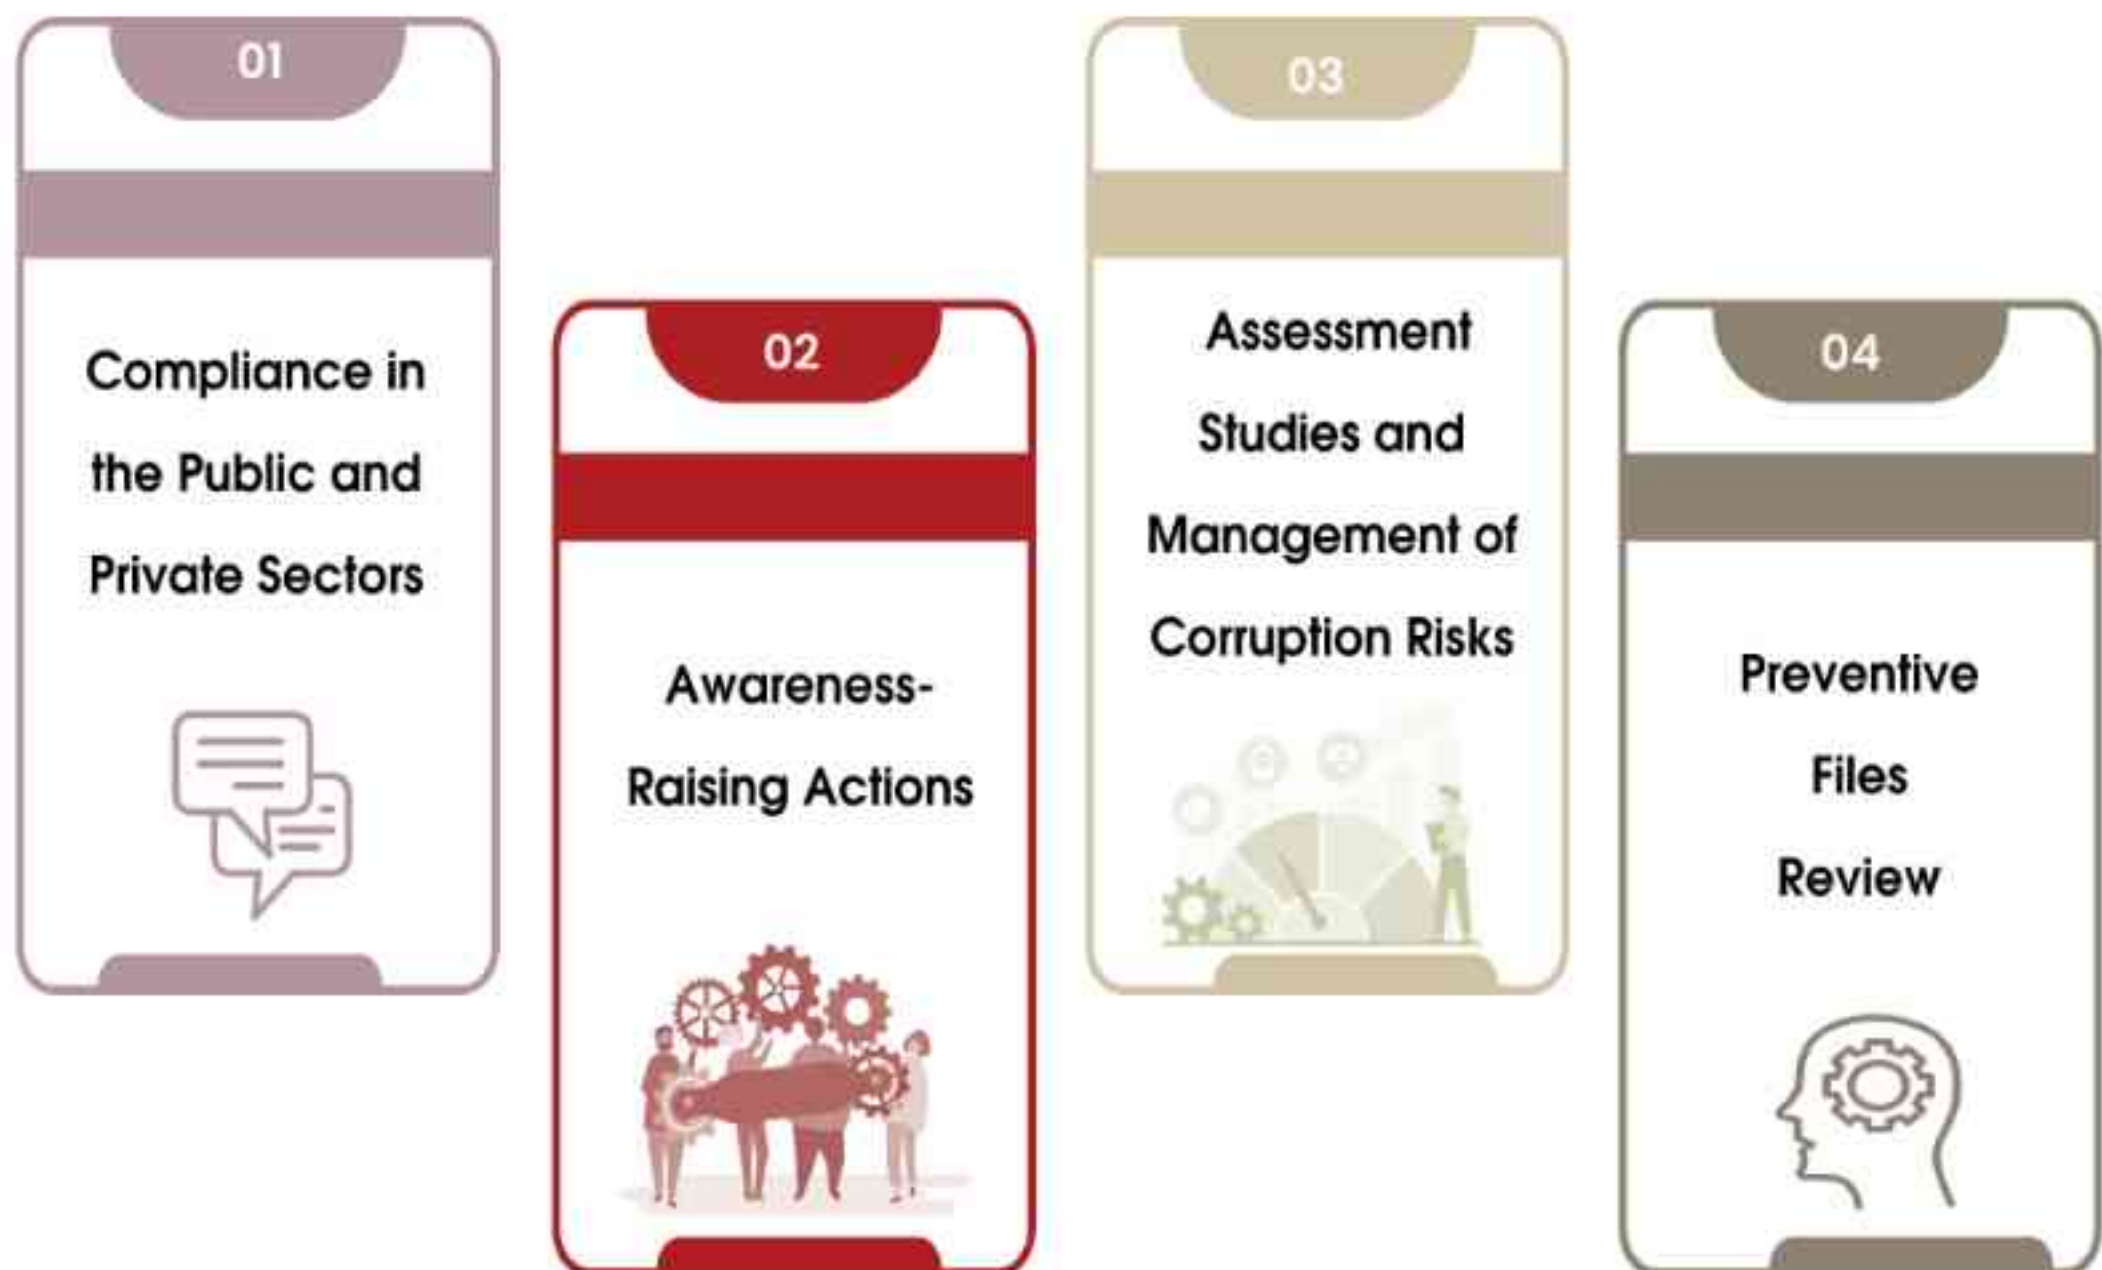 01
Compliance in
the Public and
Private Sectors
02
Awareness-
Raising Actions
03
Assessment
Studies and
Management of
Corruption Risks
04
Preventive
Files
Review